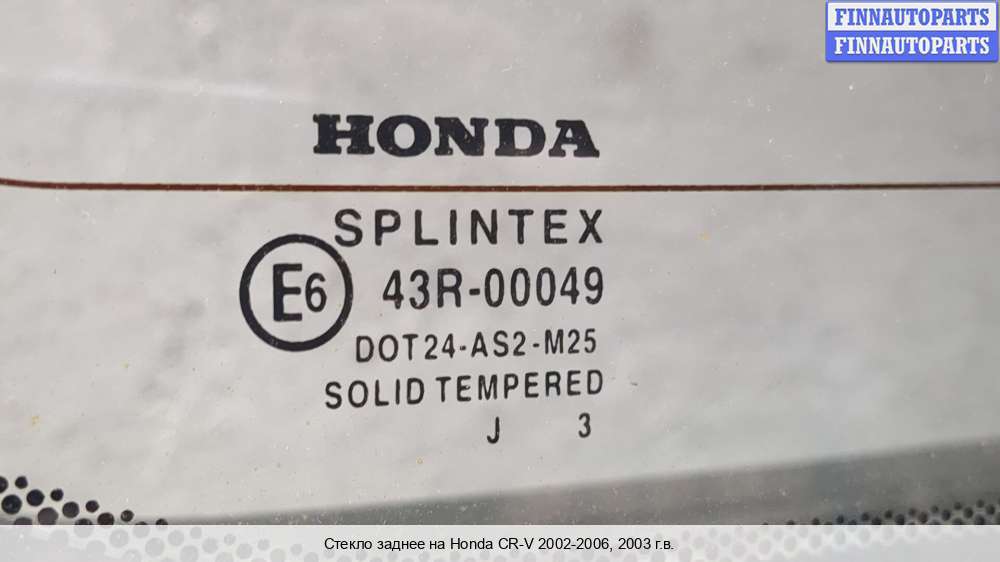 FINNAUTOPARTS
FINNAUTOPARTS
HONDA
SPLINTEX
E6 43R-00049
DOT24-AS2-M25
SOLID TEMPERED
J 3
Стекло заднее на Honda CR-V 2002-2006, 2003 г.в.